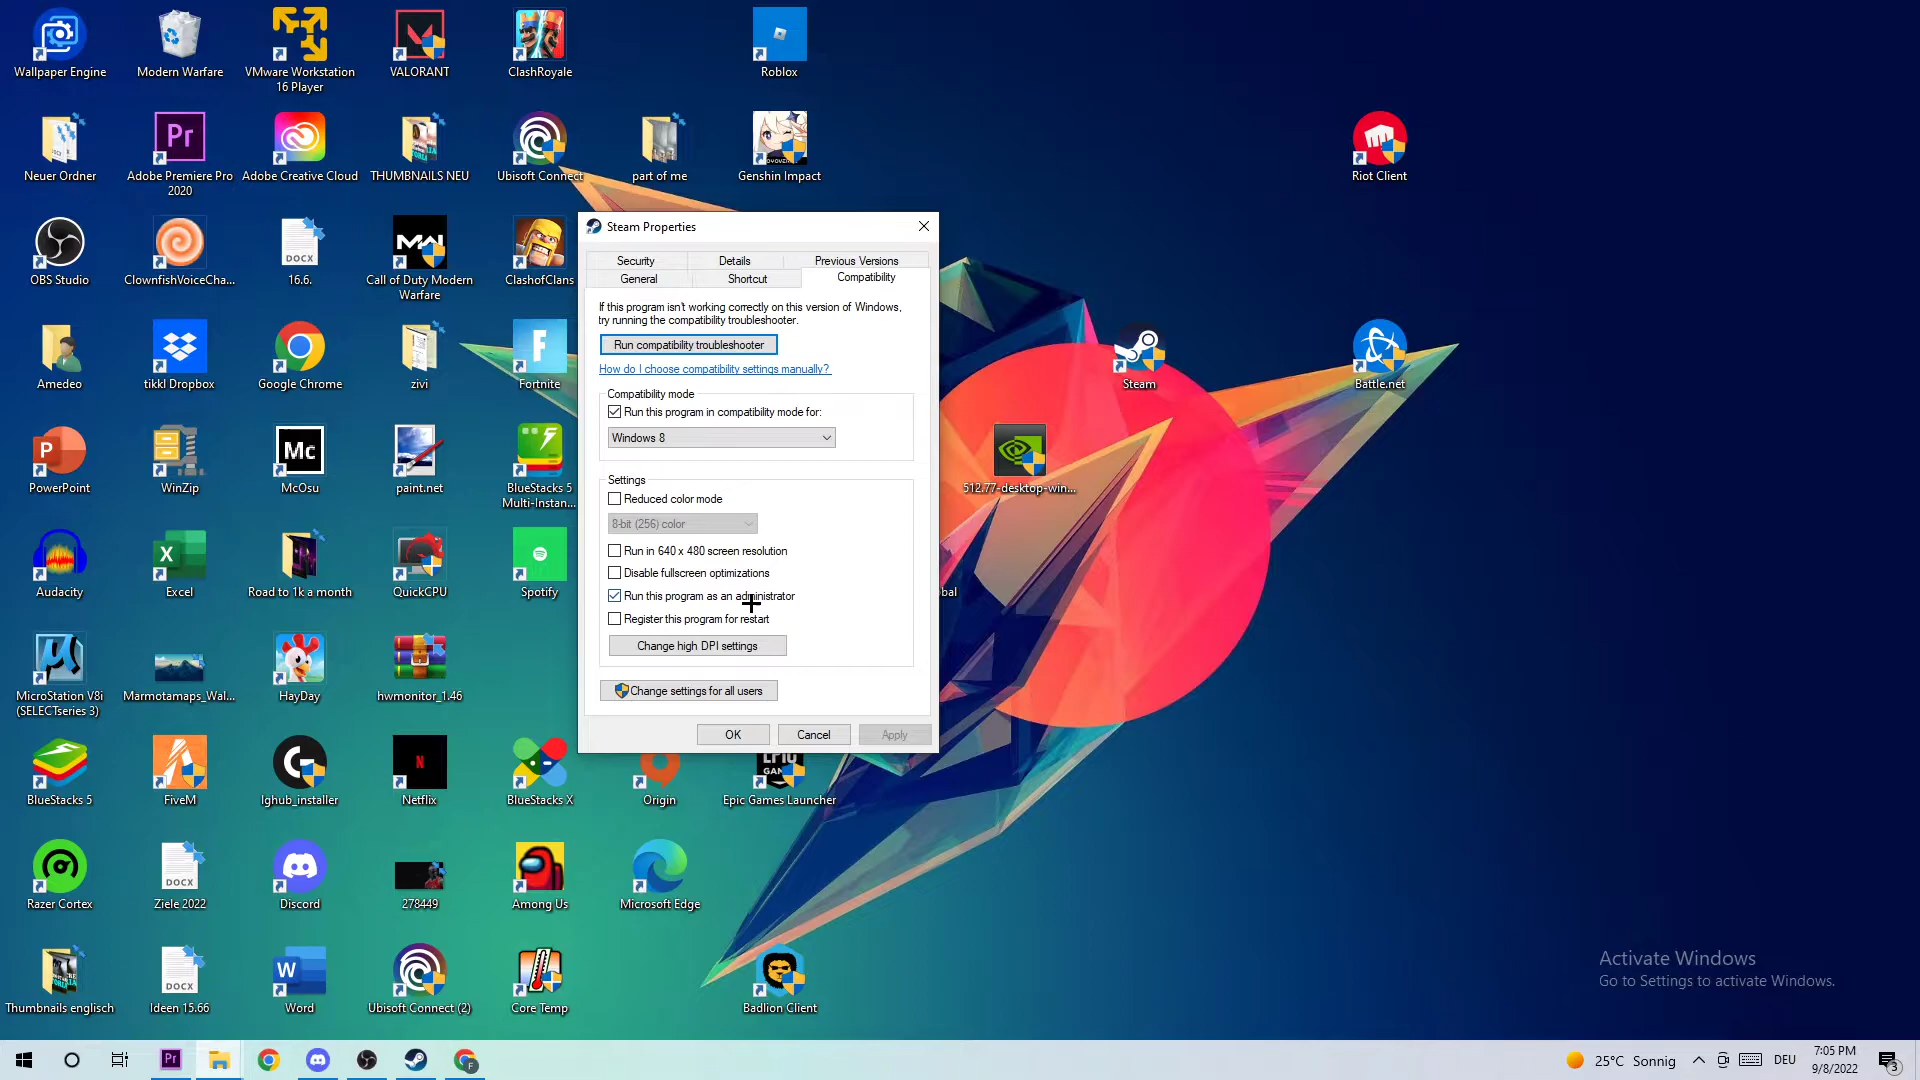 Wallpaper Engine
Modern Warfare
VMware Workstation
16 Player
VALORANT
ClashRoyale
Roblox
Neuer Ordner
Adobe Premiere Pro
2020
Adobe Creative Cloud
THUMBNAILS NEU
Ubisoft Connect
part of me
Genshin Impact
Riot Client
OBS Studio
ClownfishVoiceCha...
DOCX
16.6.
Call of Duty Modern
Warfare
ClashofClans
Amedeo
tikkl Dropbox
Google Chrome
zivi
Fortnite
Steam
Battle.net
PowerPoint
WinZip
Mc
McOsu
paint.net
BlueStacks 5
Multi-Instan...
512.77-desktop-win...
Audacity
Excel
Road to 1k a month
QuickCPU
Spotify
bal
MicroStation V8i
(SELECTseries 3)
Marmotamaps_Wal...
HayDay
hwmonitor_1.46
BlueStacks 5
FiveM
lghub_installer
Netflix
BlueStacks X
Origin
Epic Games Launcher
Razer Cortex
DOCX
Ziele 2022
Discord
278449
Among Us
Microsoft Edge
Thumbnails englisch
DOCX
Ideen 15.66
Word
Ubisoft Connect (2)
Core Temp
Badlion Client
Steam Properties
Security
Details
Previous Versions
General
Shortcut
Compatibility
If this program isn't working correctly on this version of Windows,
try running the compatibility troubleshooter.
Run compatibility troubleshooter
How do I choose compatibility settings manually?
Compatibility mode
Run this program in compatibility mode for:
Windows 8
Settings
Reduced color mode
8-bit (256) color
Run in 640 x 480 screen resolution
Disable fullscreen optimizations
Run this program as an administrator
Register this program for restart
Change high DPI settings
Change settings for all users
OK
Cancel
Apply
Activate Windows
Go to Settings to activate Windows.
Pr
25°C Sonnig
DEU
7:05 PM
9/8/2022
3